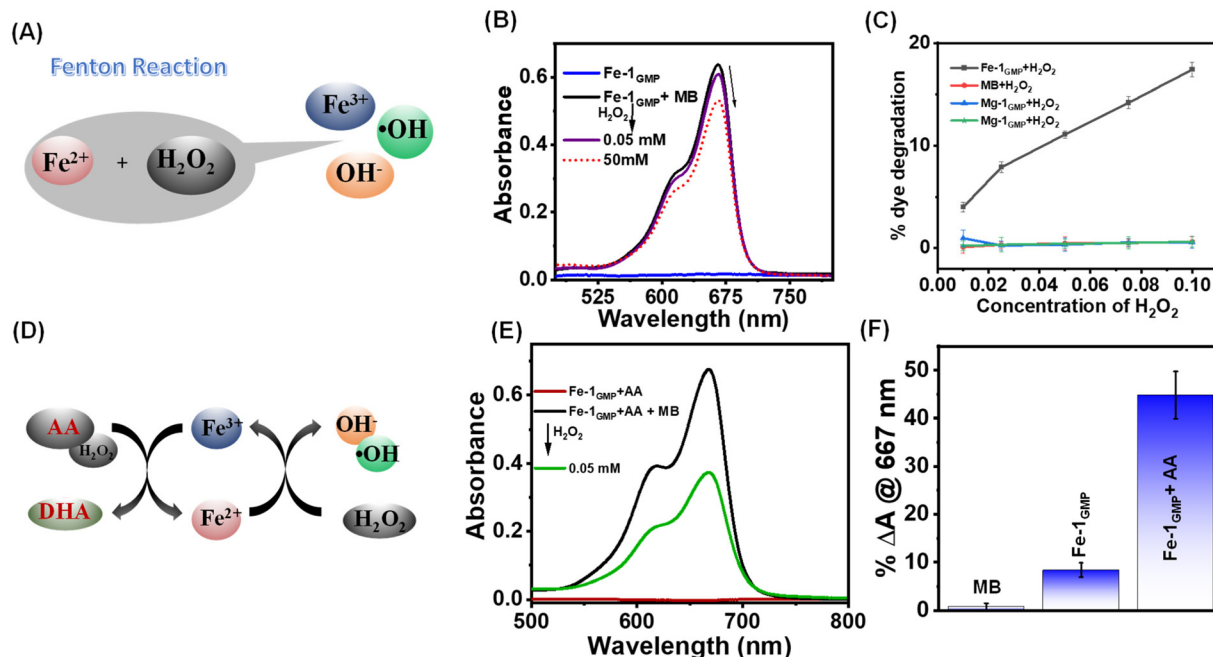 (A)
Fenton Reaction
Fe²⁺ + H₂O₂
Fe³⁺
•OH
OH⁻
(B)
Absorbance
0.6
0.4
0.2
0.0
Fe-1GMP
Fe-1GMP + MB
H₂O₂
0.05 mM
50mM
525 600 675 750
Wavelength (nm)
(C)
% dye degradation
20
10
0
Fe-1GMP+H₂O₂
MB+H₂O₂
Mg-1GMP+H₂O₂
Mg-1GMP+H₂O₂
0.00 0.02 0.04 0.06 0.08 0.10
Concentration of H₂O₂
(D)
AA
H₂O₂
Fe³⁺
OH⁻
•OH
DHA
Fe²⁺
H₂O₂
(E)
Absorbance
0.8
0.4
0.0
Fe-1GMP+AA
Fe-1GMP+AA + MB
H₂O₂
0.05 mM
500 600 700 800
Wavelength (nm)
(F)
% ΔA @ 667 nm
50
40
30
20
10
0
MB
Fe-1GMP
Fe-1GMP+ AA